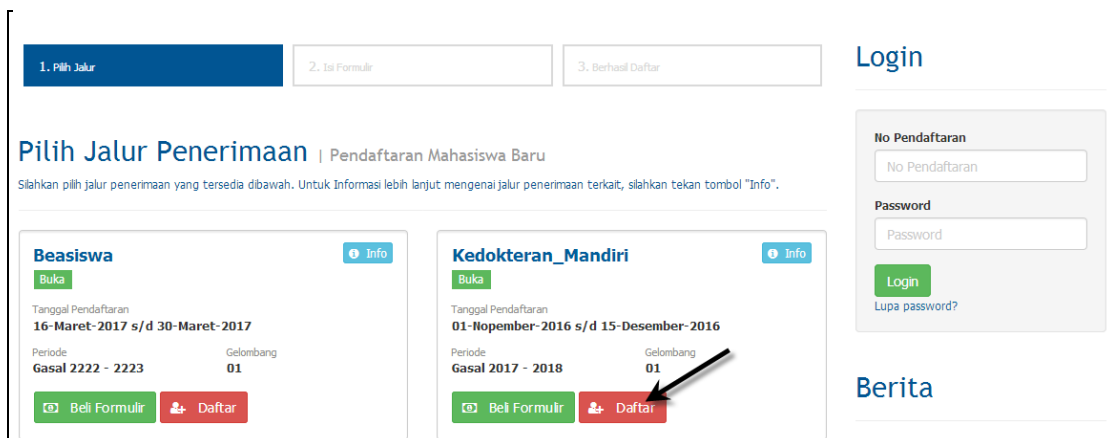 1. Pilih Jalur
2. Isi Formulir
3. Berhasil Daftar
Pilih Jalur Penerimaan | Pendaftaran Mahasiswa Baru
Silahkan pilih jalur penerimaan yang tersedia dibawah. Untuk Informasi lebih lanjut mengenai jalur penerimaan terkait, silahkan tekan tombol "Info".
Beasiswa
Info
Buka
Tanggal Pendaftaran
16-Maret-2017 s/d 30-Maret-2017
Periode Gelombang
Gasal 2222 - 2223 01
Beli Formulir Daftar
Kedokteran_Mandiri
Info
Buka
Tanggal Pendaftaran
01-Nopember-2016 s/d 15-Desember-2016
Periode Gelombang
Gasal 2017 - 2018 01
Beli Formulir Daftar
Login
No Pendaftaran
No Pendaftaran
Password
Password
Login
Lupa password?
Berita